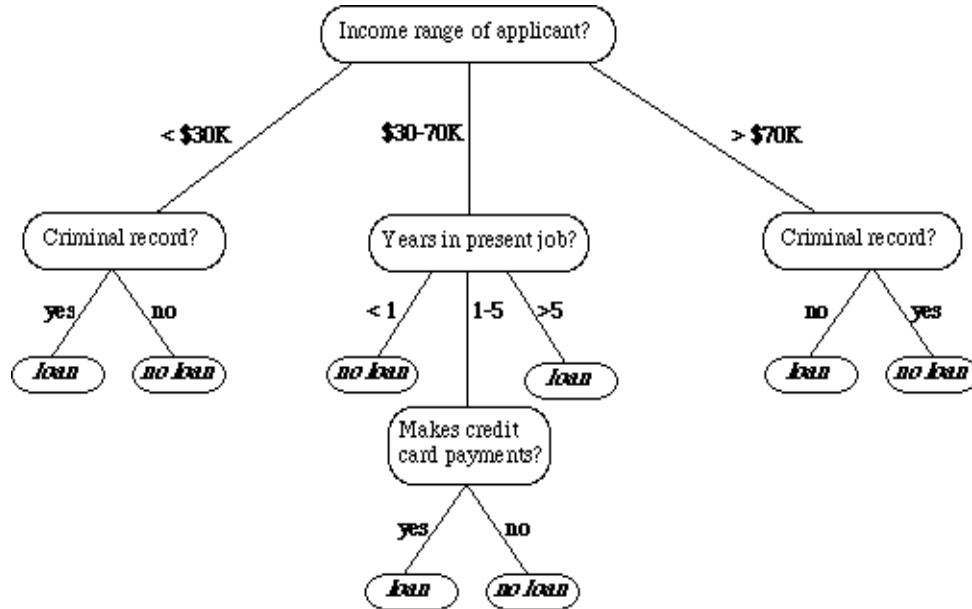 Income range of applicant?
< $30K
$30-70K
> $70K
Criminal record?
Years in present job?
Criminal record?
yes
no
< 1
1-5
>5
no
yes
loan
no loan
no loan
loan
loan
no loan
Makes credit
card payments?
yes
no
loan
no loan